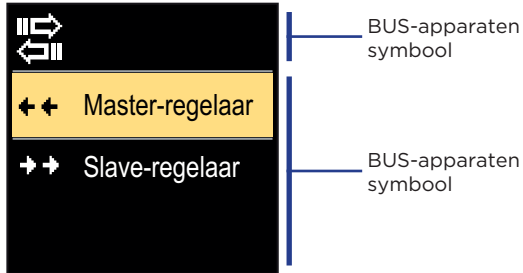 BUS-apparaten
symbool
Master-regelaar
Slave-regelaar
BUS-apparaten
symbool